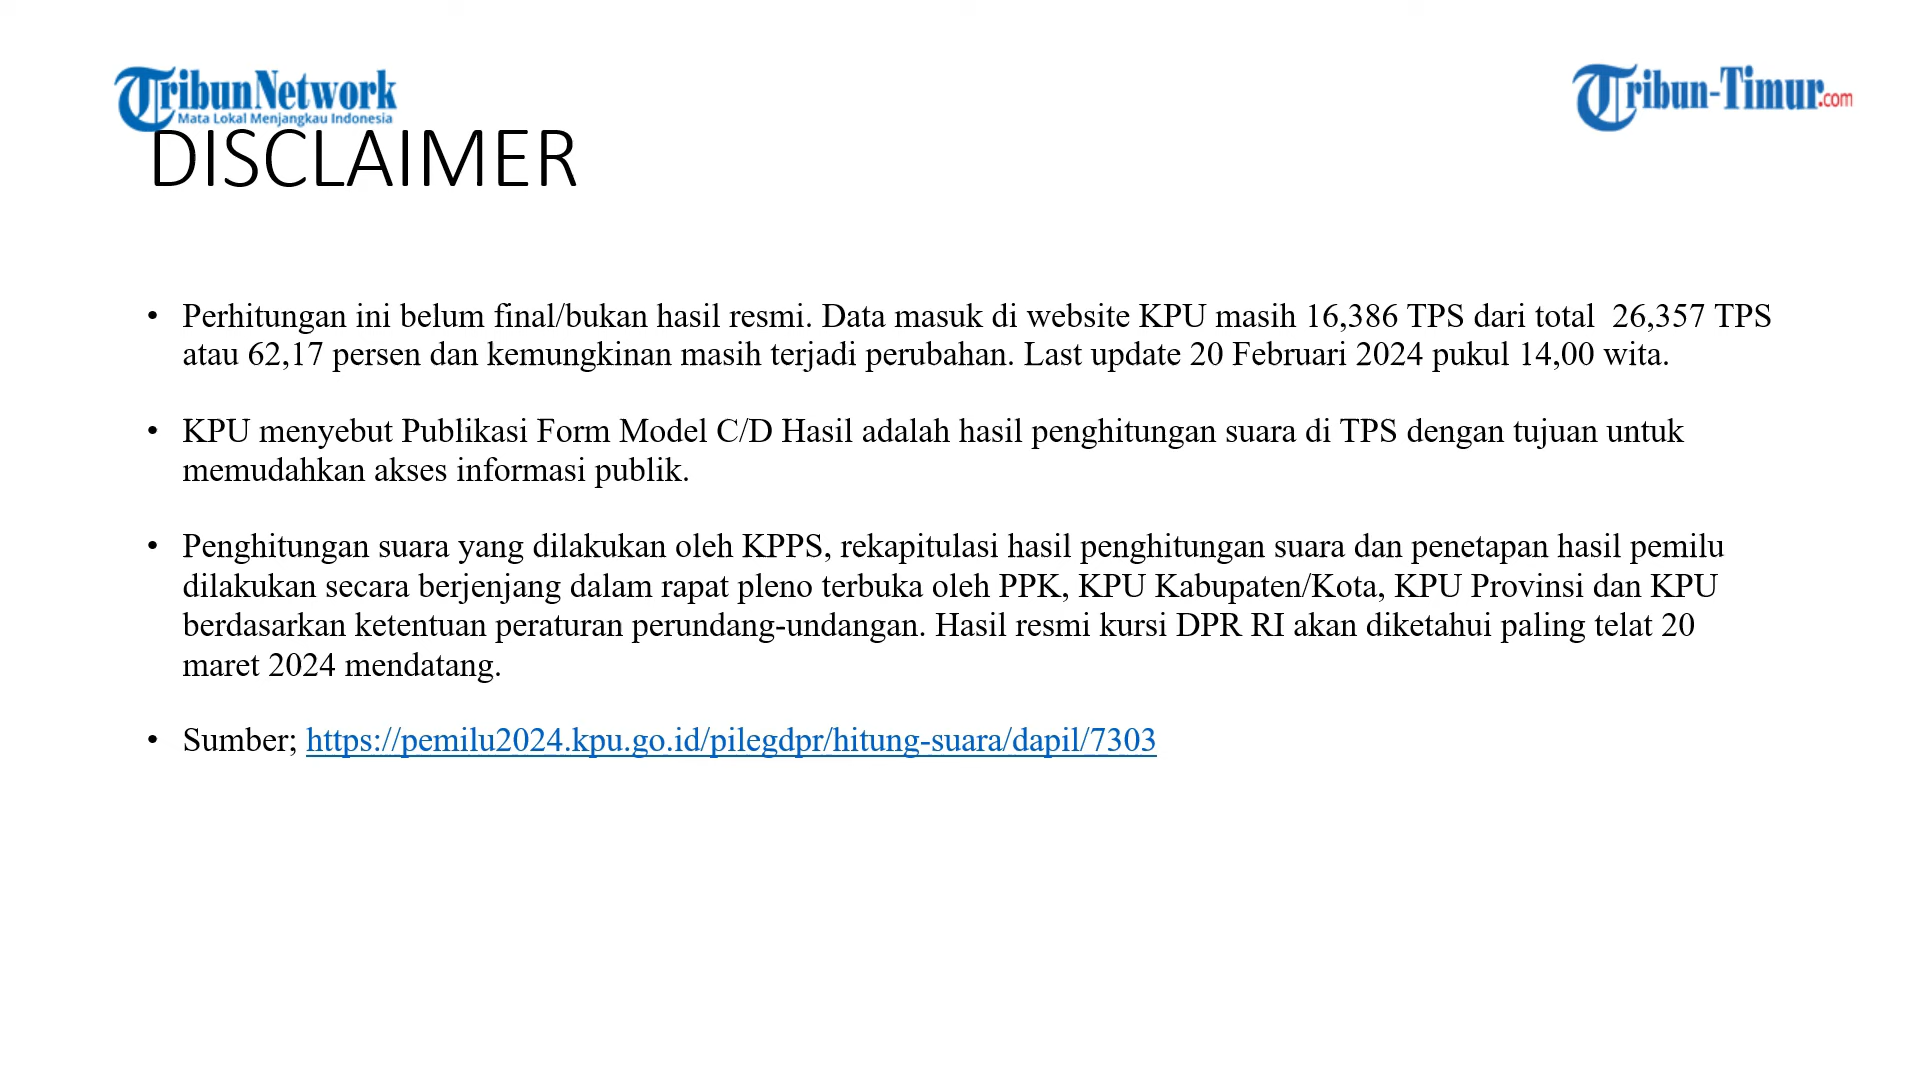 TribunNetwork
Mata Lokal Menjangkau Indonesia
Tribun-Timur.com
DISCLAIMER
• Perhitungan ini belum final/bukan hasil resmi. Data masuk di website KPU masih 16,386 TPS dari total  26,357 TPS
atau 62,17 persen dan kemungkinan masih terjadi perubahan. Last update 20 Februari 2024 pukul 14,00 wita.
• KPU menyebut Publikasi Form Model C/D Hasil adalah hasil penghitungan suara di TPS dengan tujuan untuk
memudahkan akses informasi publik.
• Penghitungan suara yang dilakukan oleh KPPS, rekapitulasi hasil penghitungan suara dan penetapan hasil pemilu
dilakukan secara berjenjang dalam rapat pleno terbuka oleh PPK, KPU Kabupaten/Kota, KPU Provinsi dan KPU
berdasarkan ketentuan peraturan perundang-undangan. Hasil resmi kursi DPR RI akan diketahui paling telat 20
maret 2024 mendatang.
• Sumber; https://pemilu2024.kpu.go.id/pilegdpr/hitung-suara/dapil/7303